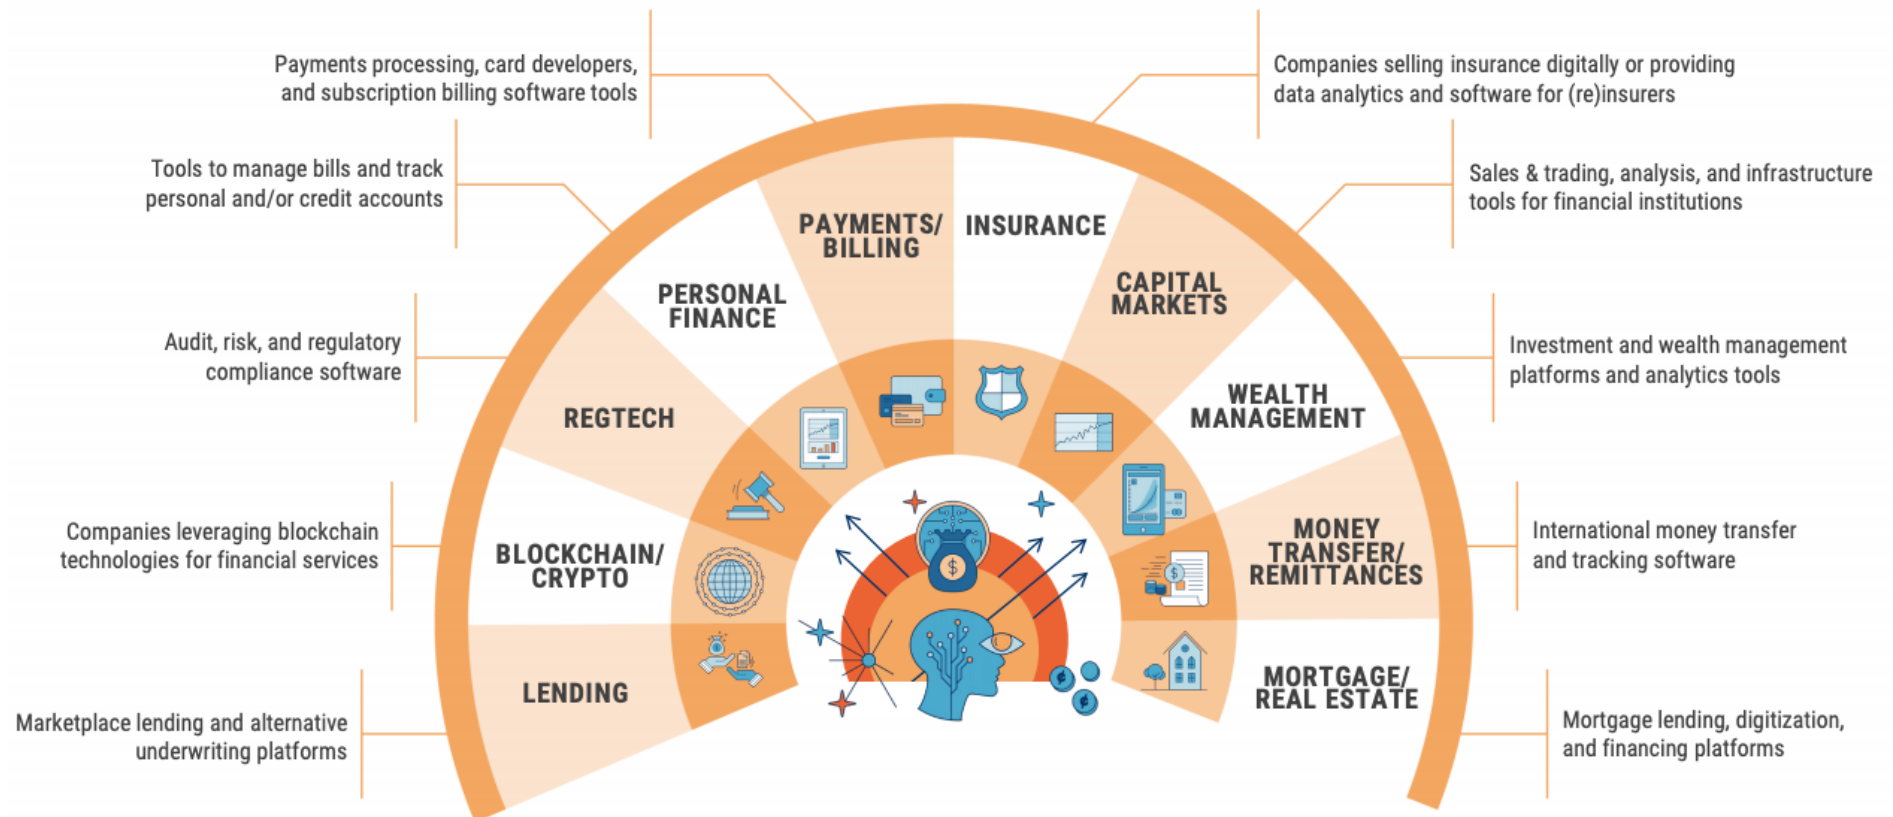 Payments processing, card developers,
and subscription billing software tools
Companies selling insurance digitally or providing
data analytics and software for (re)insurers
Tools to manage bills and track
personal and/or credit accounts
Sales & trading, analysis, and infrastructure
tools for financial institutions
Audit, risk, and regulatory
compliance software
Investment and wealth management
platforms and analytics tools
Companies leveraging blockchain
technologies for financial services
International money transfer
and tracking software
Marketplace lending and alternative
underwriting platforms
Mortgage lending, digitization,
and financing platforms
LENDING
BLOCKCHAIN/
CRYPTO
REGTECH
PERSONAL
FINANCE
PAYMENTS/
BILLING
INSURANCE
CAPITAL
MARKETS
WEALTH
MANAGEMENT
MONEY
TRANSFER/
REMITTANCES
MORTGAGE/
REAL ESTATE